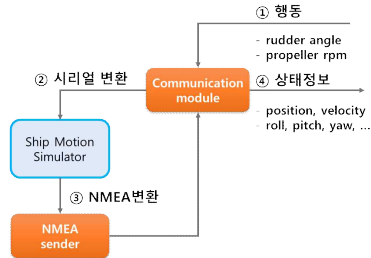 ① 행동
- rudder angle
- propeller rpm
② 시리얼 변환
Communication
module
④ 상태정보
- position, velocity
- roll, pitch, yaw, ...
Ship Motion
Simulator
③ NMEA변환
NMEA
sender